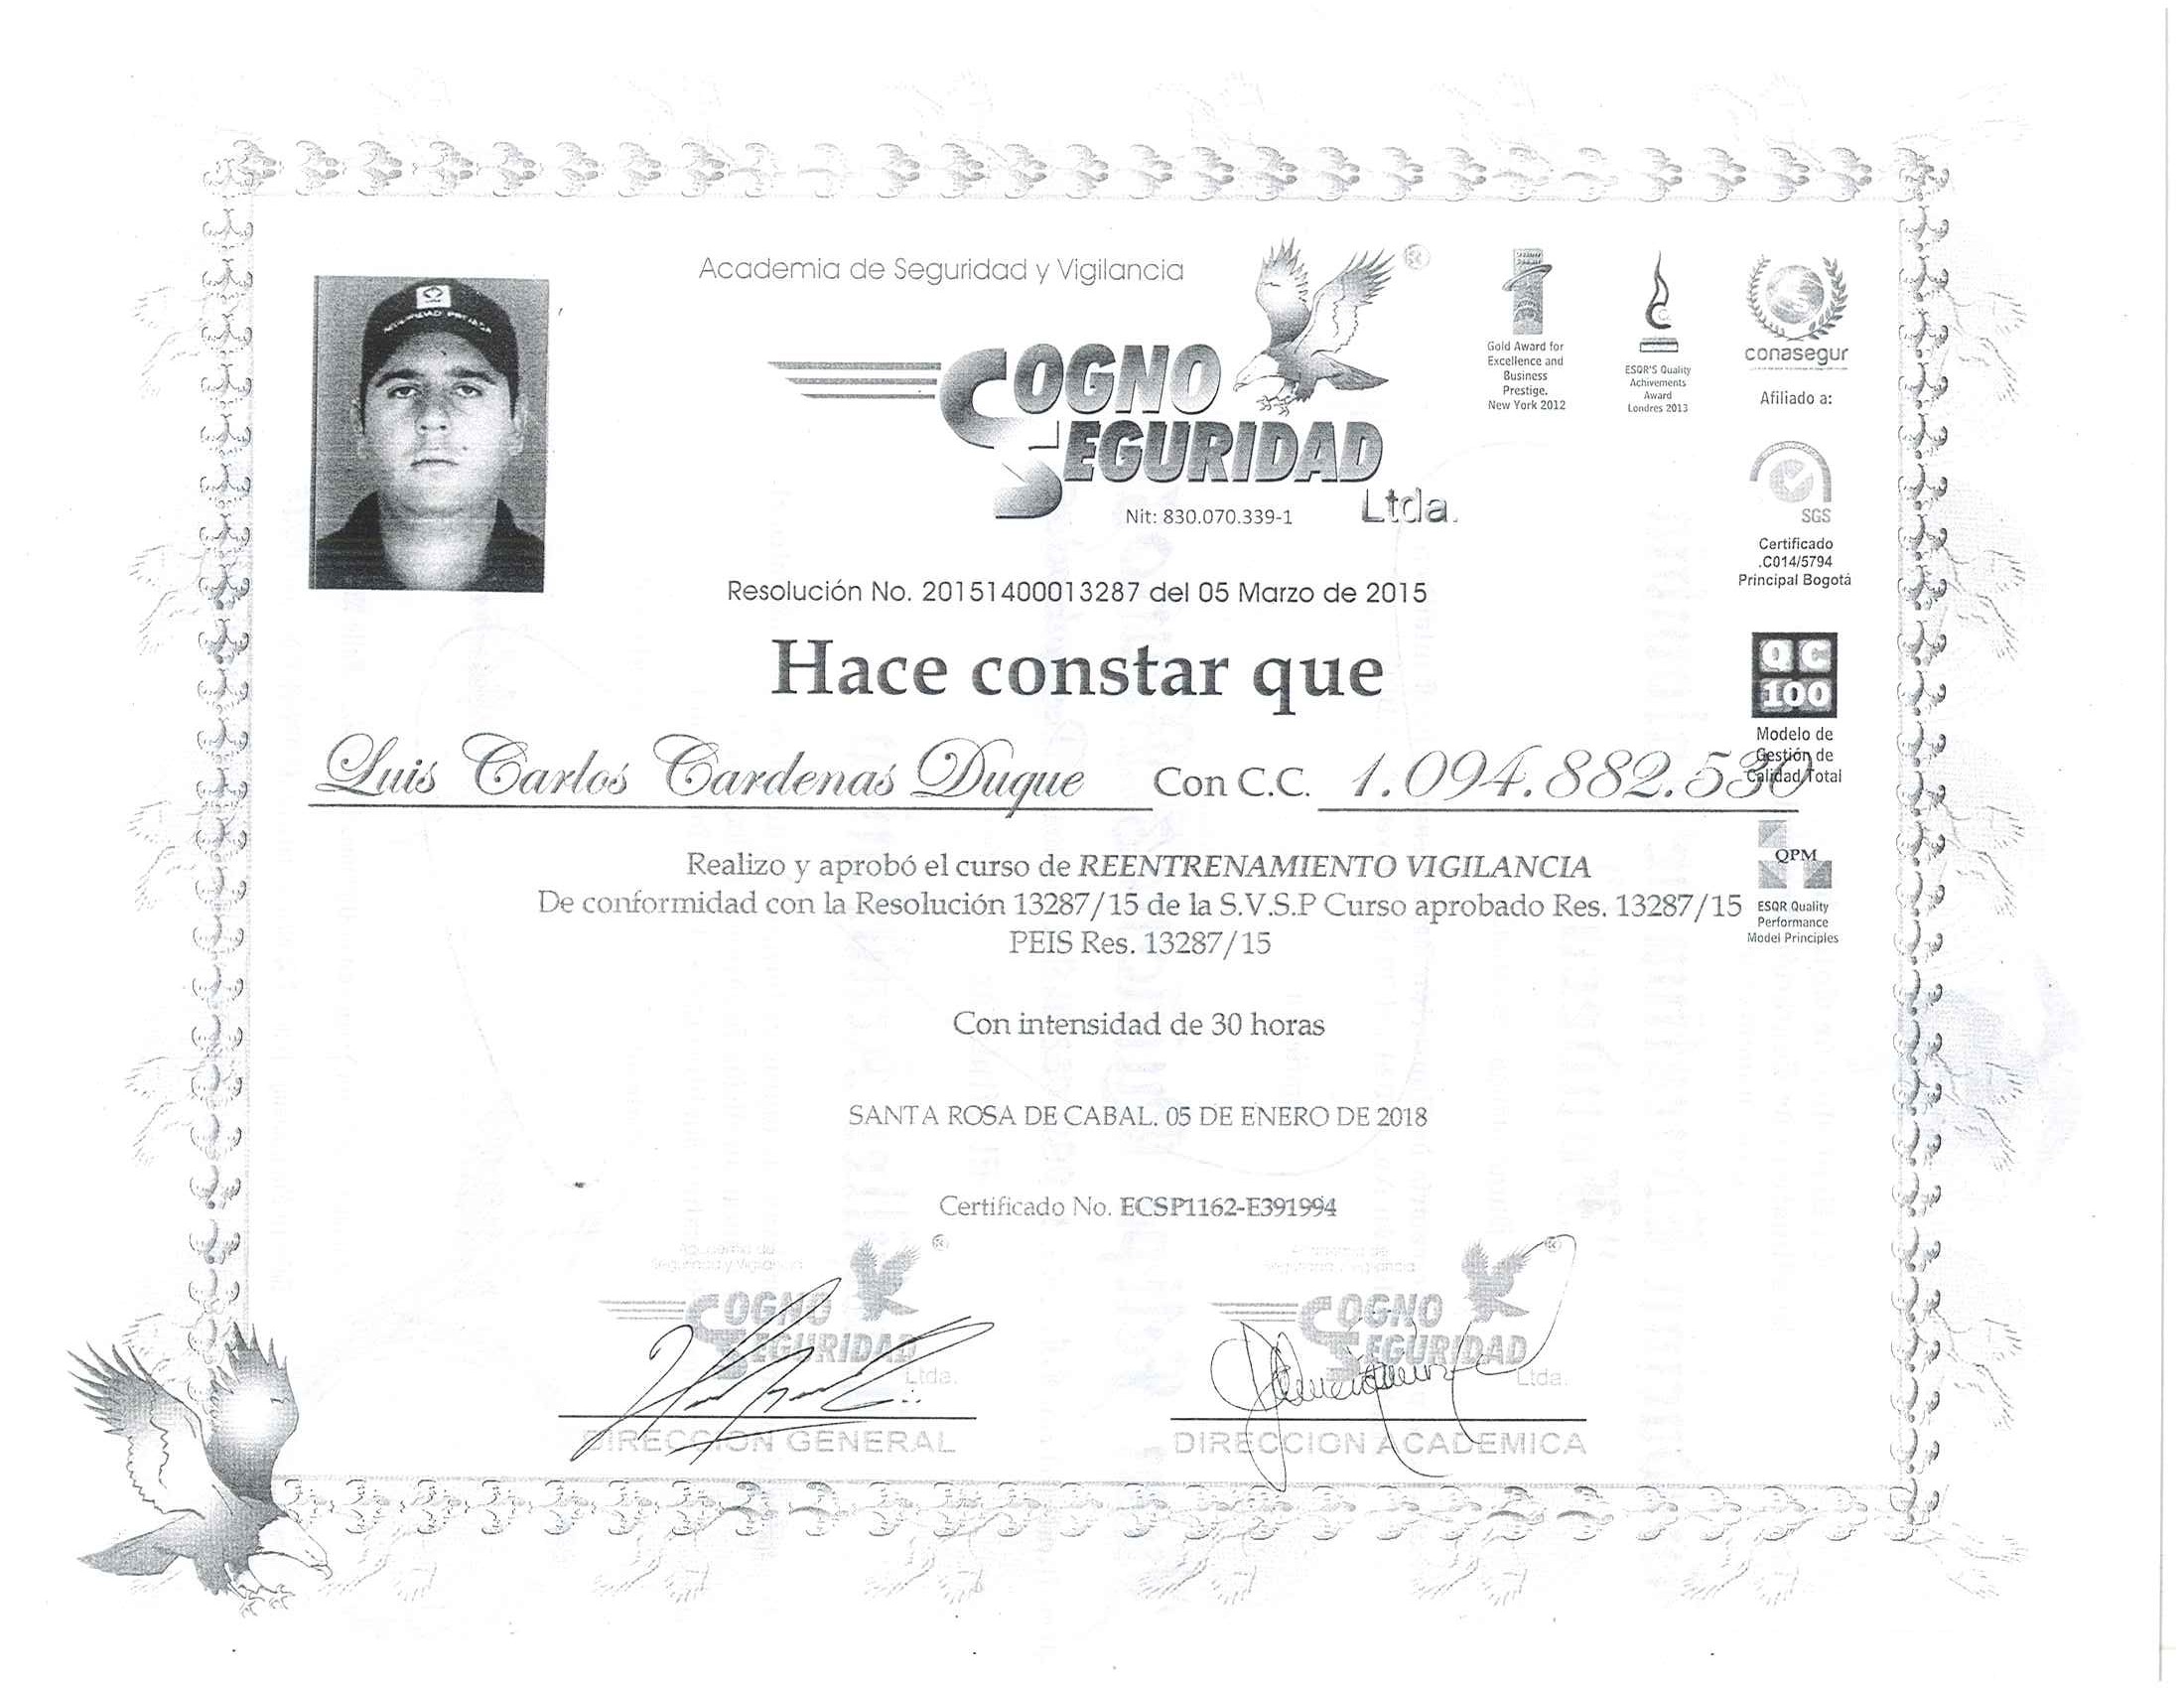 Academia de Seguridad y Vigilancia
COGNO
SEGURIDAD
Ltda.
Nit: 830.070.339-1
Gold Award for
Excellence and
Business
Prestige.
New York 2012
ESQR'S Quality
Achivements
Award
Londres 2013
conasegur
Afiliado a:
SGS
Certificado
.C014/5794
Principal Bogotá
Resolución No. 20151400013287 del 05 Marzo de 2015
Hace constar que
QC
100
Modelo de
Gestión de
Calidad Total
Luis Carlos Cardenas Duque Con C.C. 1.094.882.530
Realizo y aprobó el curso de REENTRENAMIENTO VIGILANCIA
De conformidad con la Resolución 13287/15 de la S.V.S.P Curso aprobado Res. 13287/15
PEIS Res. 13287/15
QPM
ESQR Quality
Performance
Model Principles
Con intensidad de 30 horas
SANTA ROSA DE CABAL. 05 DE ENERO DE 2018
Certificado No. ECSP1162-E391994
Academia de
Seguridad y Vigilancia
COGNO
SEGURIDAD
Ltda.
DIRECCION GENERAL
Academia de
Seguridad y Vigilancia
COGNO
SEGURIDAD
Ltda.
DIRECCION ACADEMICA